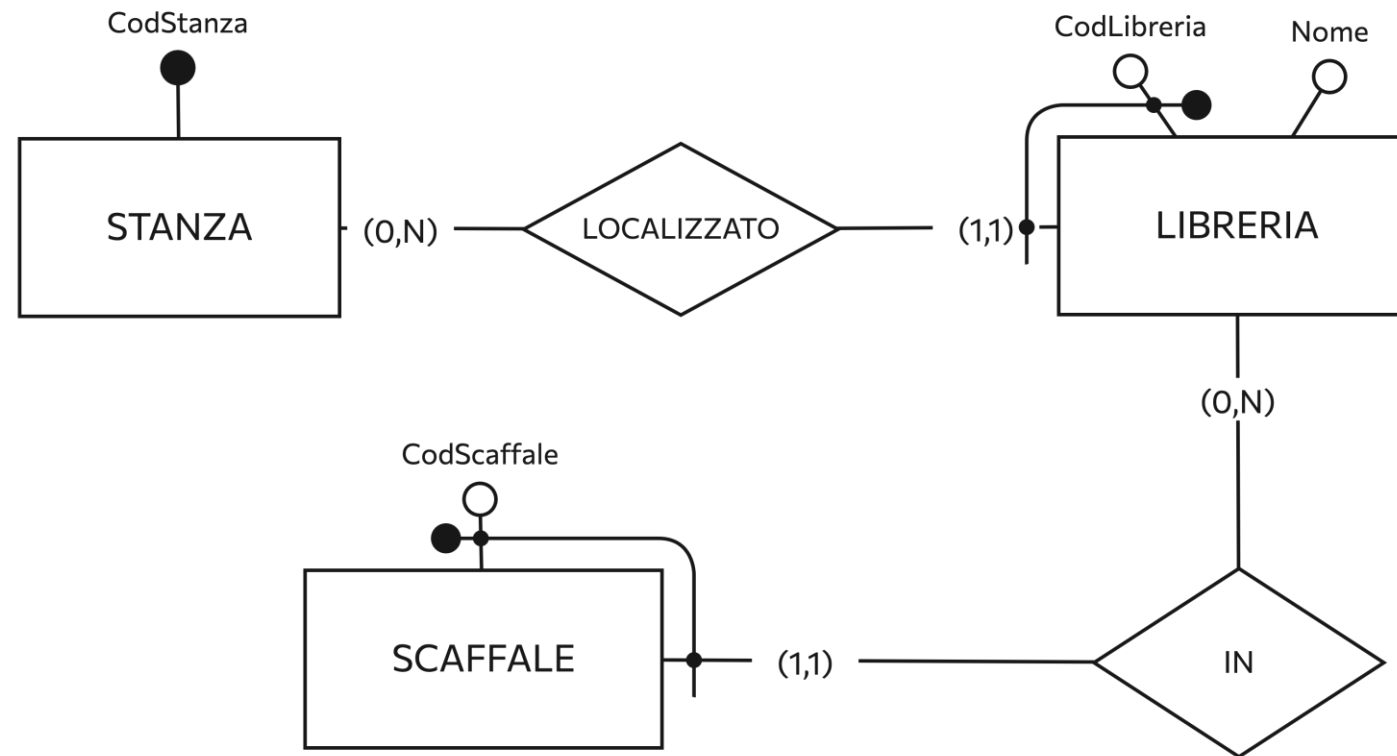 CodStanza
CodLibreria
Nome
STANZA
(0,N)
LOCALIZZATO
(1,1)
LIBRERIA
(0,N)
CodScaffale
SCAFFALE
(1,1)
IN